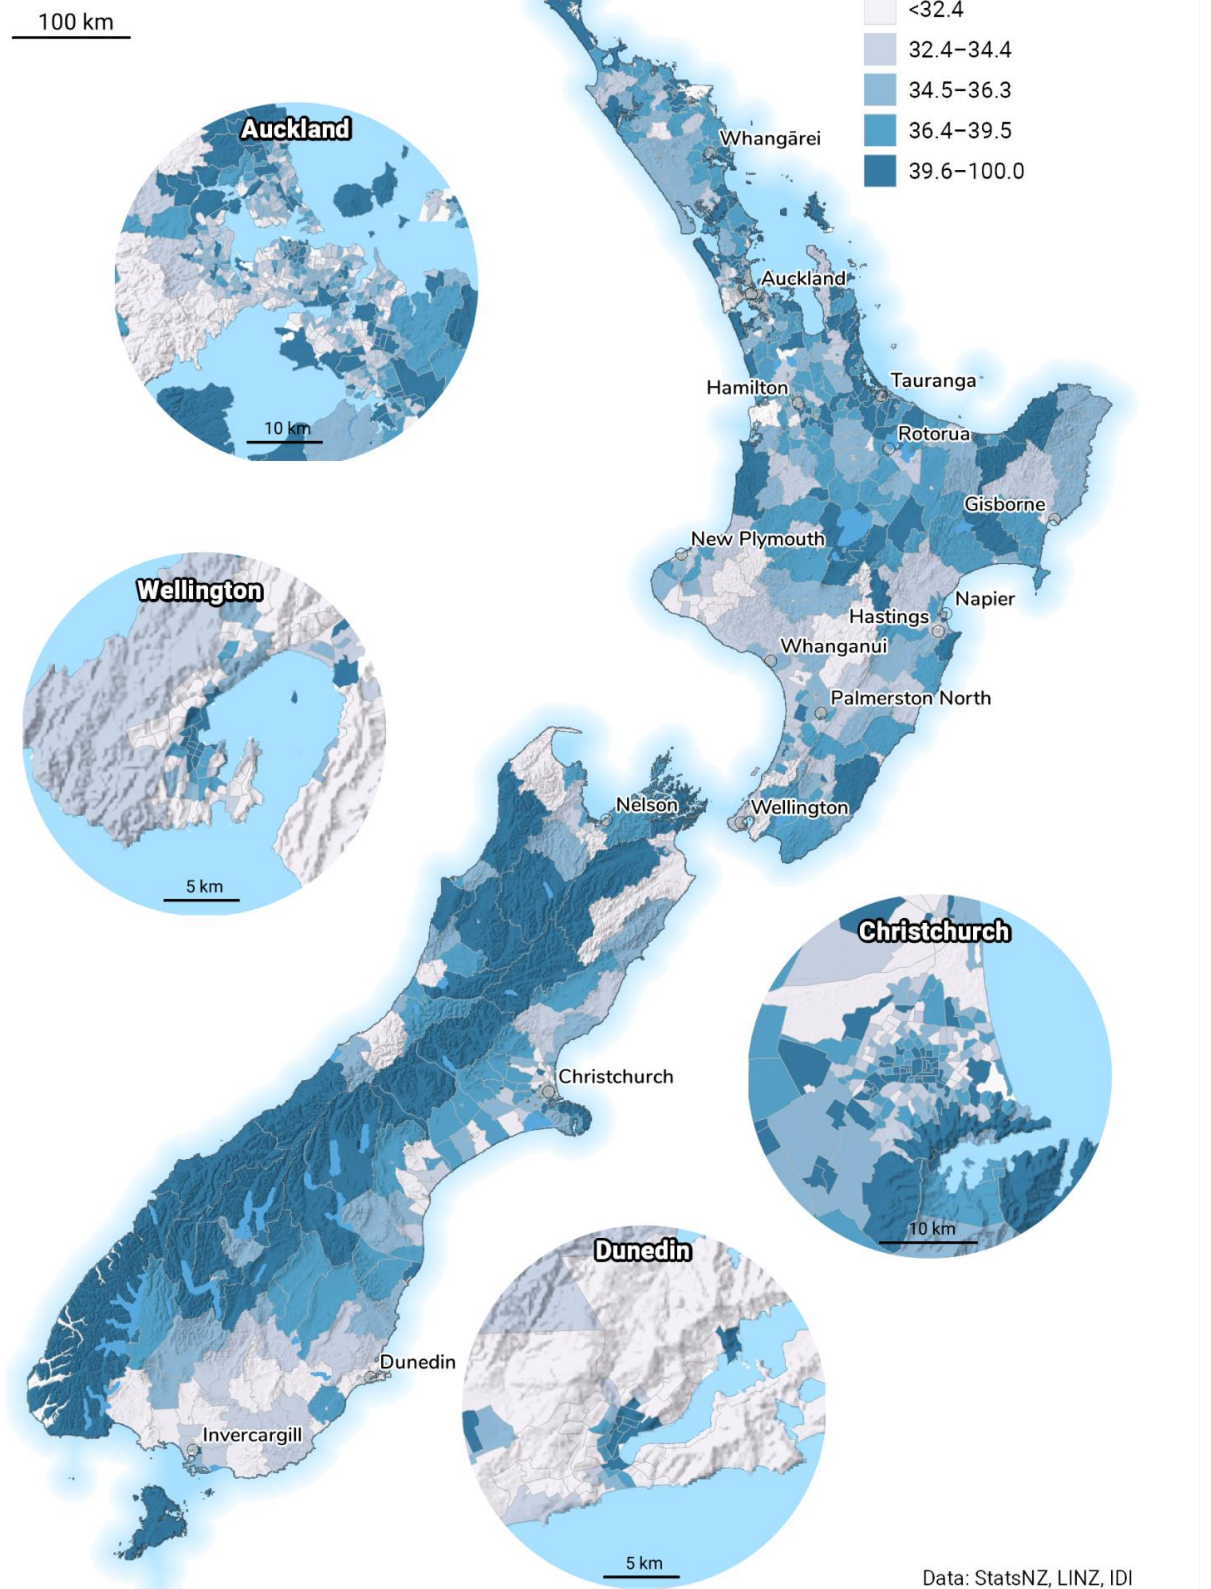 100 km
<32.4
32.4–34.4
34.5–36.3
36.4–39.5
39.6–100.0
Whangārei
Auckland
10 km
Auckland
Hamilton
Tauranga
Rotorua
Gisborne
New Plymouth
Napier
Hastings
Whanganui
Palmerston North
Wellington
5 km
Nelson
Wellington
Christchurch
10 km
Christchurch
Dunedin
5 km
Dunedin
Invercargill
Data: StatsNZ, LINZ, IDI